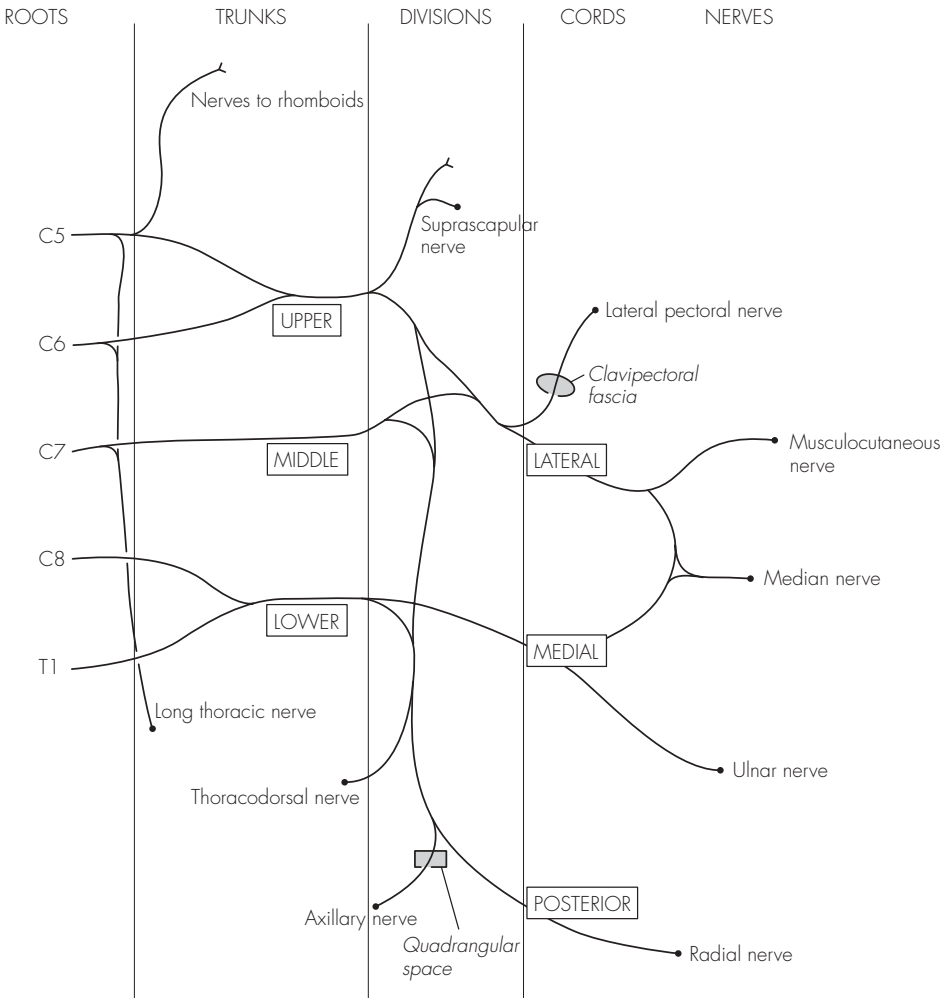 ROOTS
TRUNKS
DIVISIONS
CORDS
NERVES
Nerves to rhomboids
C5
Suprascapular
nerve
UPPER
Lateral pectoral nerve
C6
Clavipectoral
fascia
C7
MIDDLE
LATERAL
Musculocutaneous
nerve
C8
Median nerve
LOWER
MEDIAL
T1
Long thoracic nerve
Ulnar nerve
Thoracodorsal nerve
POSTERIOR
Axillary nerve
Quadrangular
space
Radial nerve